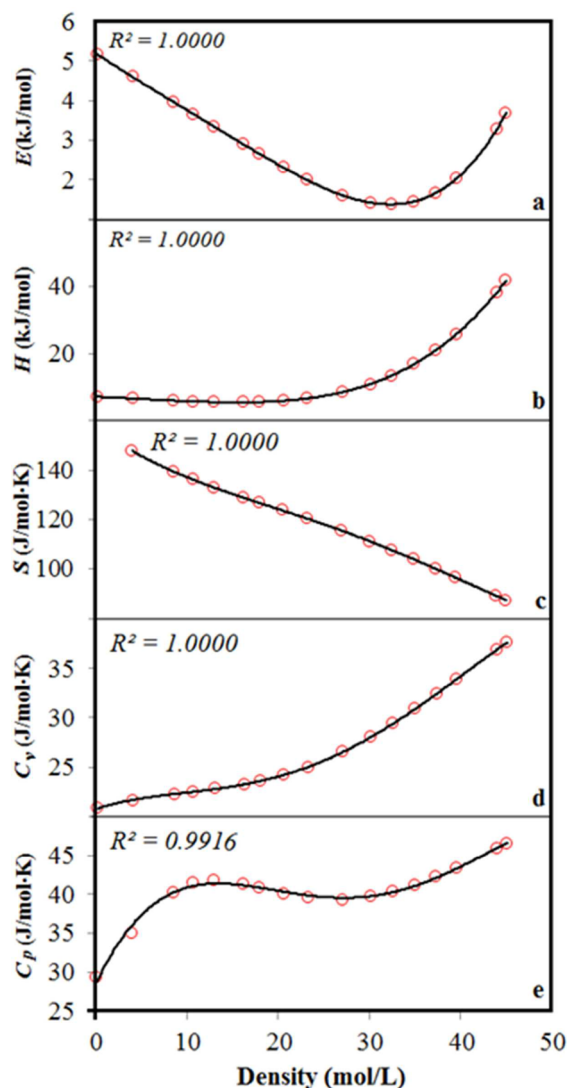 6
5
4
3
2
E(kJ/mol)
R² = 1.0000
a
40
20
H (kJ/mol)
R² = 1.0000
b
140
120
100
S (J/mol·K)
R² = 1.0000
c
35
25
Cᵥ (J/mol·K)
R² = 1.0000
d
45
40
35
30
25
Cₚ (J/mol·K)
R² = 0.9916
e
0 10 20 30 40 50
Density (mol/L)